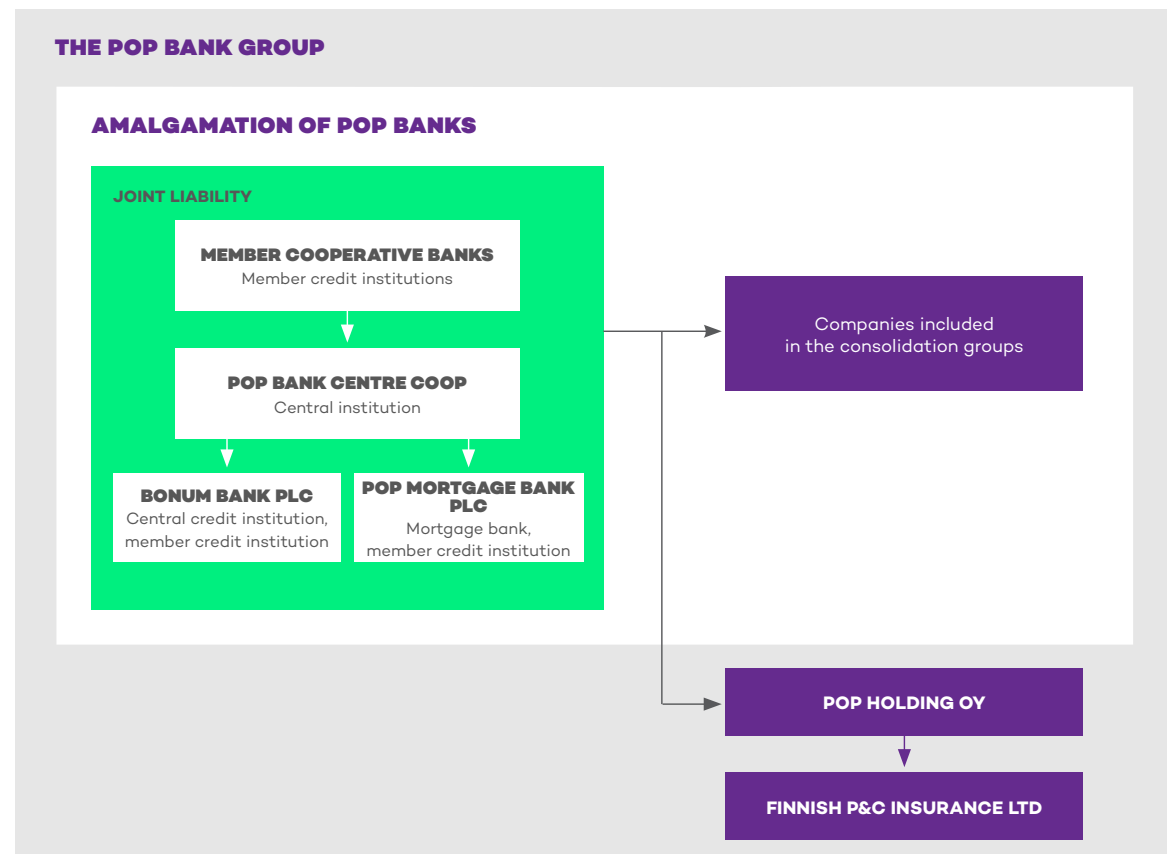 THE POP BANK GROUP
AMALGAMATION OF POP BANKS
JOINT LIABILITY
MEMBER COOPERATIVE BANKS
Member credit institutions
POP BANK CENTRE COOP
Central institution
BONUM BANK PLC
Central credit institution,
member credit institution
POP MORTGAGE BANK
PLC
Mortgage bank,
member credit institution
Companies included
in the consolidation groups
POP HOLDING OY
FINNISH P&C INSURANCE LTD